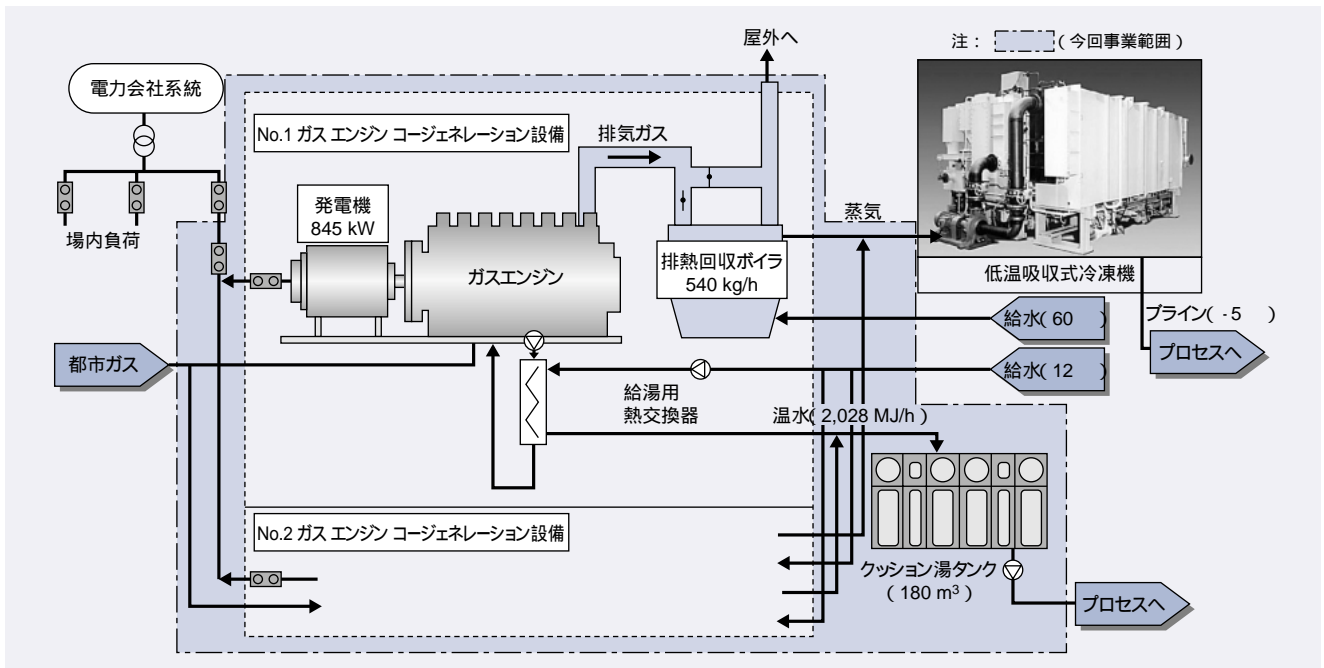 注：　　　（今回事業範囲）
屋外へ
電力会社系統
No.1 ガス エンジン コージェネレーション設備
排気ガス
発電機
845 kW
場内負荷
ガスエンジン
蒸気
排熱回収ボイラ
540 kg/h
低温吸収式冷凍機
給水( 60　)
ブライン( -5　)
プロセスへ
都市ガス
給水( 12　)
給湯用
熱交換器
温水( 2,028 MJ/h )
No.2 ガス エンジン コージェネレーション設備
クッション湯タンク
( 180 m³ )
プロセスへ